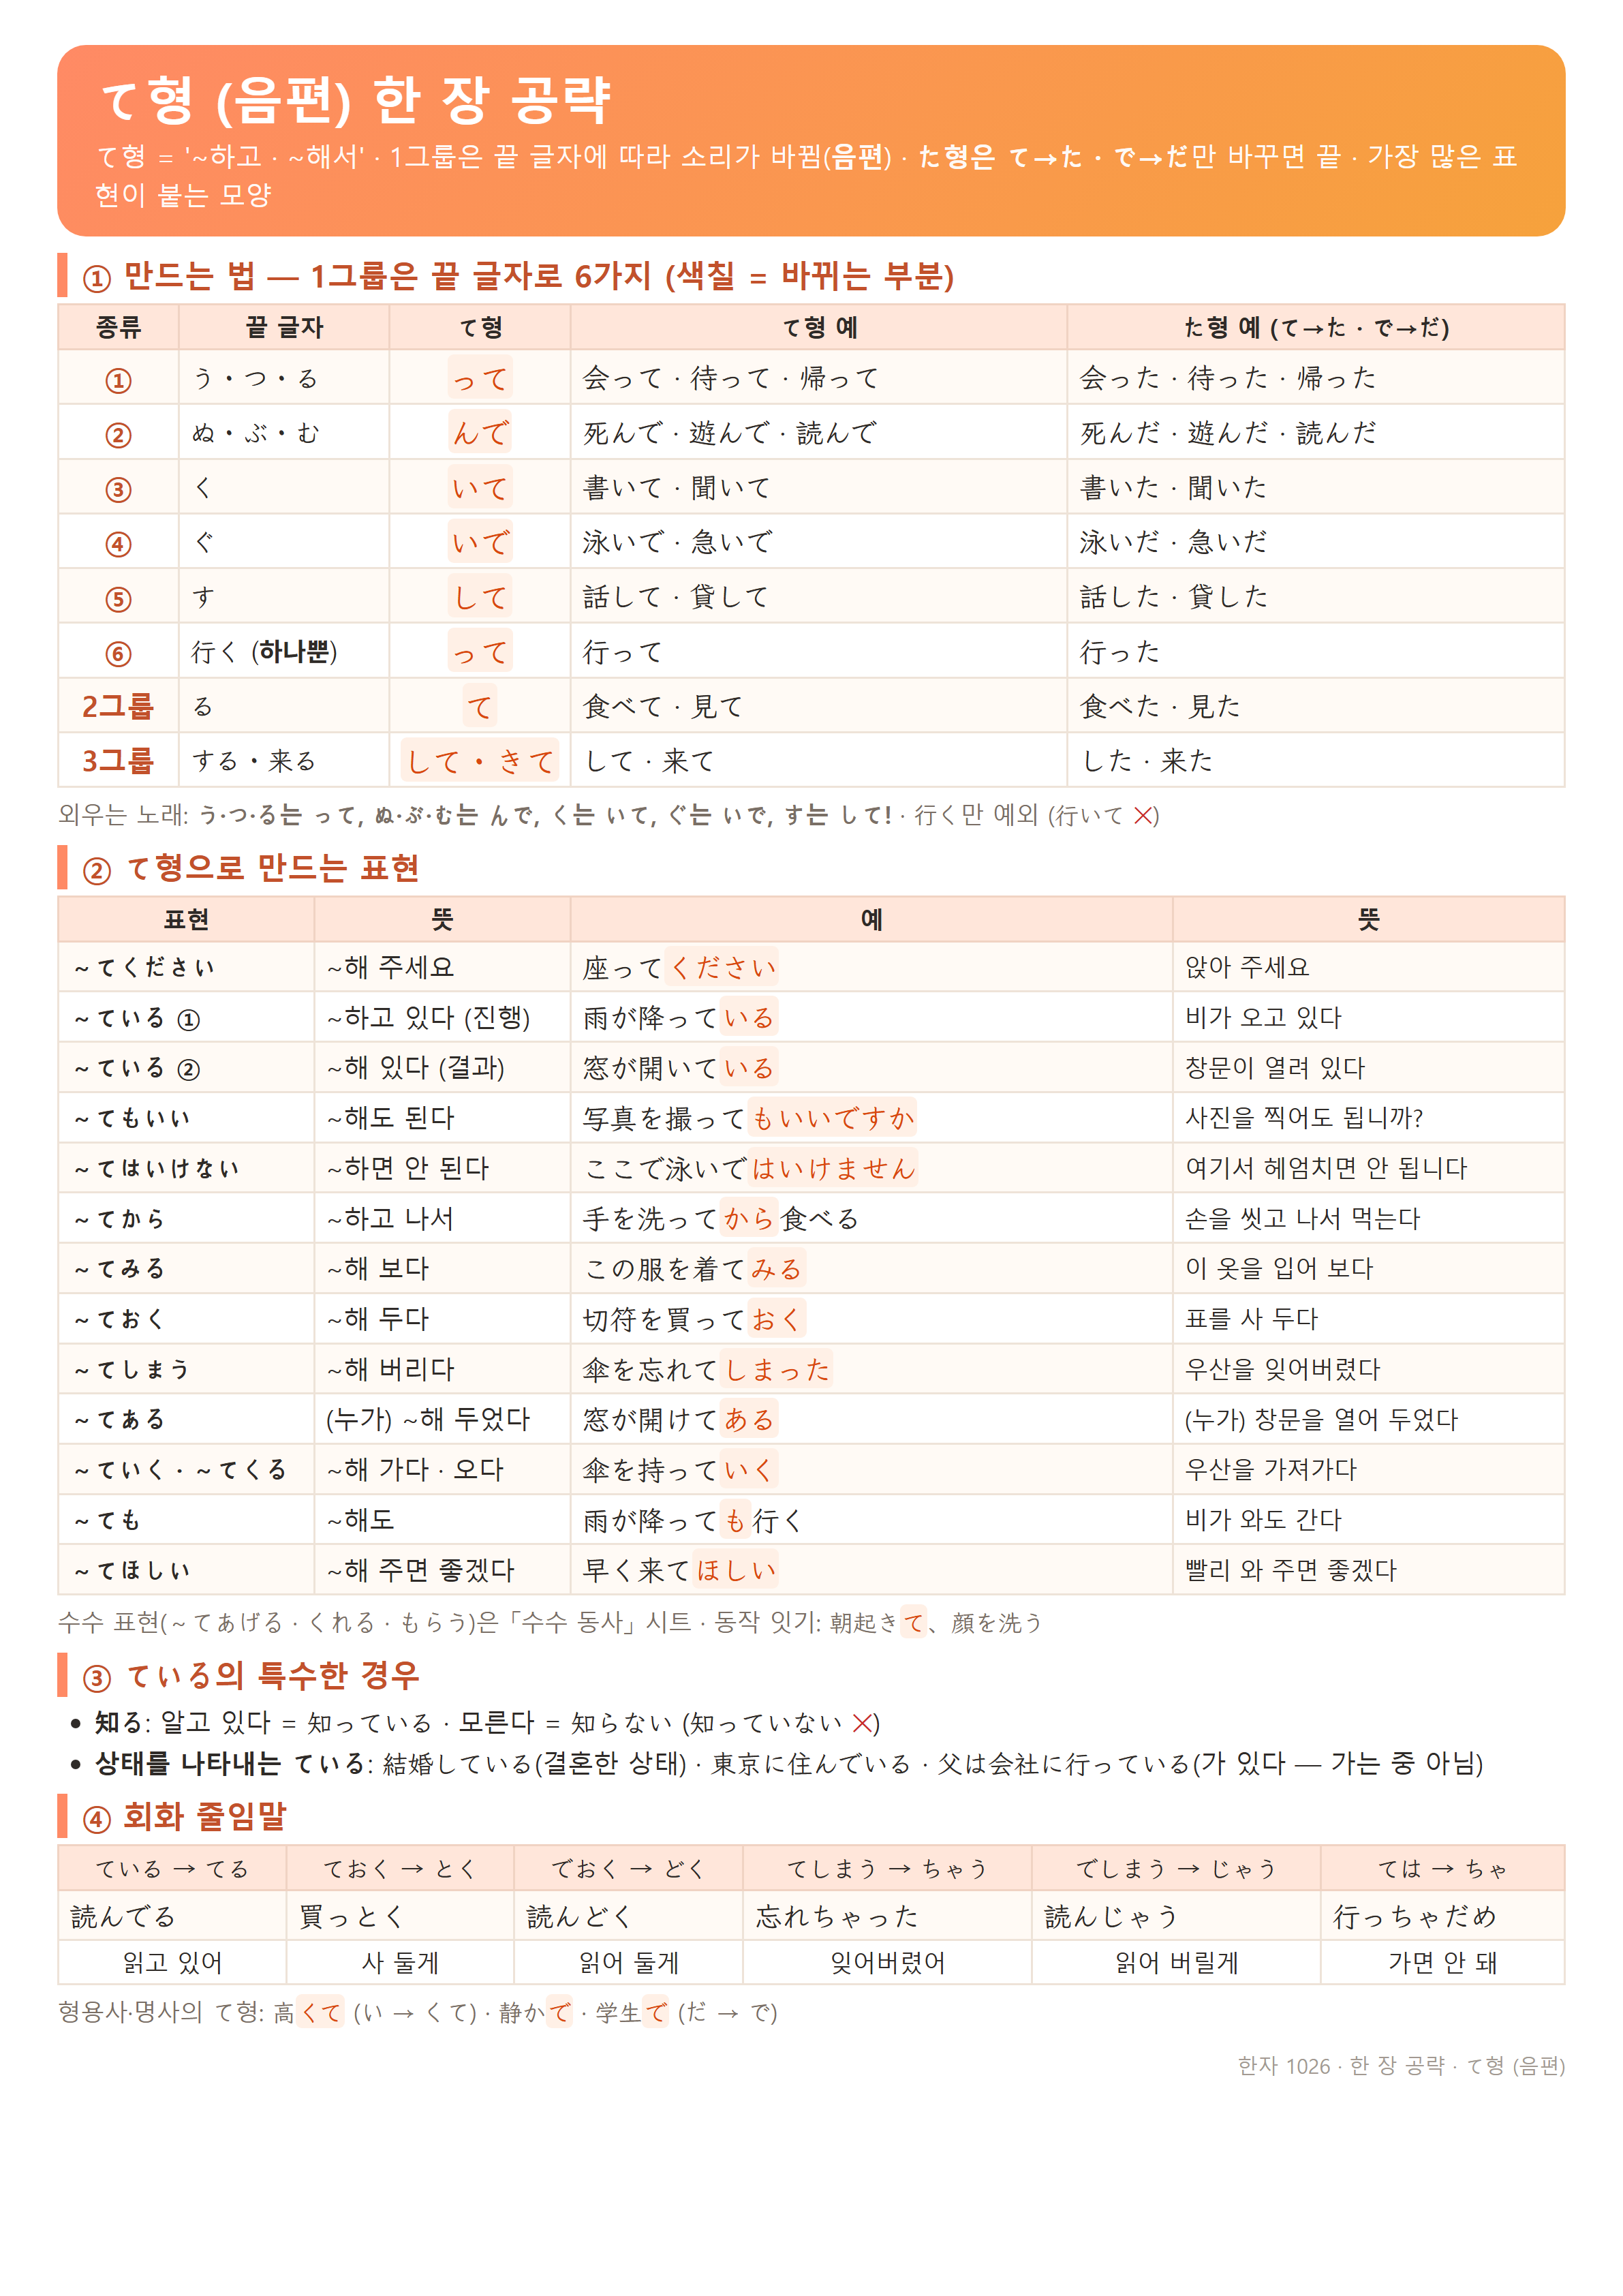 て형 (음편) 한 장 공략
て형 = '~하고 · ~해서' · 1그룹은 끝 글자에 따라 소리가 바뀜(음편) · た형은 て→た · で→だ만 바꾸면 끝 · 가장 많은 표
현이 붙는 모양
① 만드는 법 — 1그룹은 끝 글자로 6가지 (색칠 = 바뀌는 부분)
종류 끝 글자 て형 て형 예 た형 예 (て→た · で→だ)
① う・つ・る って 会って · 待って · 帰って 会った · 待った · 帰った
② ぬ・ぶ・む んで 死んで · 遊んで · 読んで 死んだ · 遊んだ · 読んだ
③ く いて 書いて · 聞いて 書いた · 聞いた
④ ぐ いで 泳いで · 急いで 泳いだ · 急いだ
⑤ す して 話して · 貸して 話した · 貸した
⑥ 行く (하나뿐) って 行って 行った
2그룹 る て 食べて · 見て 食べた · 見た
3그룹 する・来る して・きて して · 来て した · 来た
외우는 노래: う·つ·る는 って, ぬ·ぶ·む는 んで, く는 いて, ぐ는 いで, す는 して! · 行く만 예외 (行いて ✕)
② て형으로 만드는 표현
표현 뜻 예 뜻
~てください ~해 주세요 座ってください 앉아 주세요
~ている ① ~하고 있다 (진행) 雨が降っている 비가 오고 있다
~ている ② ~해 있다 (결과) 窓が開いている 창문이 열려 있다
~てもいい ~해도 된다 写真を撮ってもいいですか 사진을 찍어도 됩니까?
~てはいけない ~하면 안 된다 ここで泳いではいけません 여기서 헤엄치면 안 됩니다
~てから ~하고 나서 手を洗ってから食べる 손을 씻고 나서 먹는다
~てみる ~해 보다 この服を着てみる 이 옷을 입어 보다
~ておく ~해 두다 切符を買っておく 표를 사 두다
~てしまう ~해 버리다 傘を忘れてしまった 우산을 잊어버렸다
~てある (누가) ~해 두었다 窓が開けてある (누가) 창문을 열어 두었다
~ていく · ~てくる ~해 가다 · 오다 傘を持っていく 우산을 가져가다
~ても ~해도 雨が降っても行く 비가 와도 간다
~てほしい ~해 주면 좋겠다 早く来てほしい 빨리 와 주면 좋겠다
수수 표현(~てあげる · くれる · もらう)은 「수수 동사」 시트 · 동작 잇기: 朝起きて、顔を洗う
③ ている의 특수한 경우
• 知る: 알고 있다 = 知っている · 모른다 = 知らない (知っていない ✕)
• 상태를 나타내는 ている: 結婚している(결혼한 상태) · 東京に住んでいる · 父は会社に行っている(가 있다 — 가는 중 아님)
④ 회화 줄임말
ている → てる ておく → とく でおく → どく てしまう → ちゃう でしまう → じゃう ては → ちゃ
読んでる 買っとく 読んどく 忘れちゃった 読んじゃう 行っちゃだめ
읽고 있어 사 둘게 읽어 둘게 잊어버렸어 읽어 버릴게 가면 안 돼
형용사·명사의 て형: 高くて (い → くて) · 静かで · 学生で (だ → で)
한자 1026 · 한 장 공략 · て형 (음편)